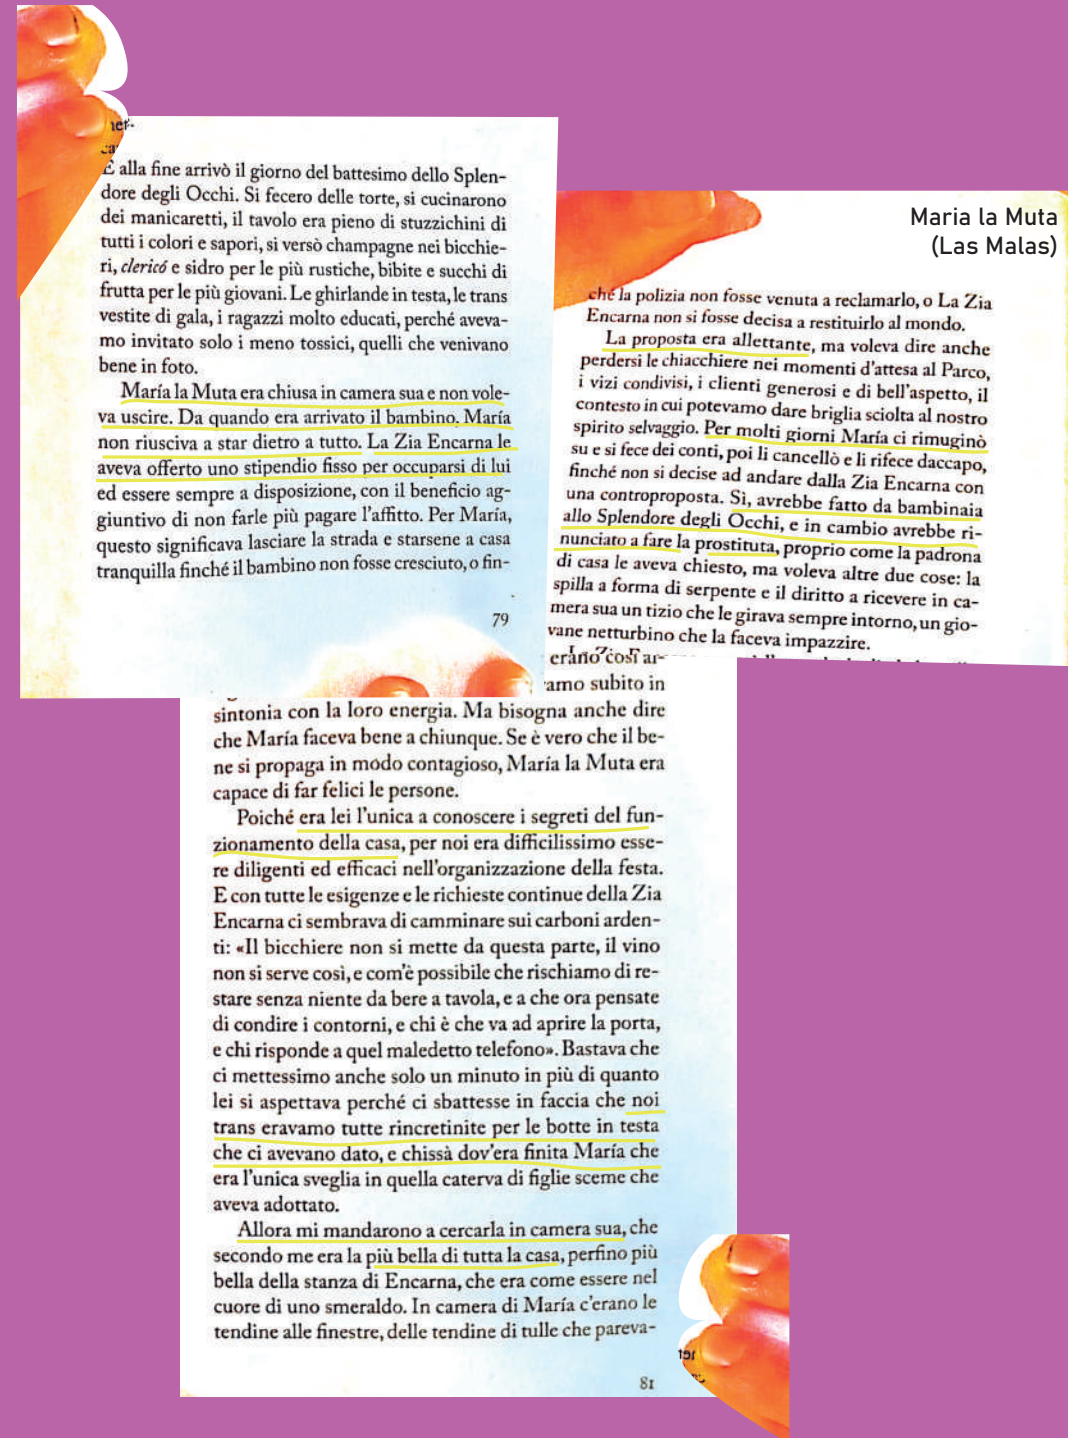 E alla fine arrivò il giorno del battesimo dello Splen-
dore degli Occhi. Si fecero delle torte, si cucinarono
dei manicaretti, il tavolo era pieno di stuzzichini di
tutti i colori e sapori, si versò champagne nei bicchie-
ri, clericó e sidro per le più rustiche, bibite e succhi di
frutta per le più giovani. Le ghirlande in testa, le trans
vestite di gala, i ragazzi molto educati, perché aveva-
mo invitato solo i meno tossici, quelli che venivano
bene in foto.
María la Muta era chiusa in camera sua e non vole-
va uscire. Da quando era arrivato il bambino. María
non riusciva a star dietro a tutto. La Zia Encarna le
aveva offerto uno stipendio fisso per occuparsi di lui
ed essere sempre a disposizione, con il beneficio ag-
giuntivo di non farle più pagare l'affitto. Per María,
questo significava lasciare la strada e starsene a casa
tranquilla finché il bambino non fosse cresciuto, o fin-
79
Maria la Muta
(Las Malas)
ché la polizia non fosse venuta a reclamarlo, o La Zia
Encarna non si fosse decisa a restituirlo al mondo.
La proposta era allettante, ma voleva dire anche
perdersi le chiacchiere nei momenti d'attesa al Parco,
i vizi condivisi, i clienti generosi e di bell'aspetto, il
contesto in cui potevamo dare briglia sciolta al nostro
spirito selvaggio. Per molti giorni María ci rimuginò
su e si fece dei conti, poi li cancellò e li rifece daccapo,
finché non si decise ad andare dalla Zia Encarna con
una controproposta. Sì, avrebbe fatto da bambinaia
allo Splendore degli Occhi, e in cambio avrebbe ri-
nunciato a fare la prostituta, proprio come la padrona
di casa le aveva chiesto, ma voleva altre due cose: la
spilla a forma di serpente e il diritto a ricevere in ca-
mera sua un tizio che le girava sempre intorno, un gio-
vane netturbino che la faceva impazzire.
erano così ar-
amo subito in
sintonia con la loro energia. Ma bisogna anche dire
che María faceva bene a chiunque. Se è vero che il be-
ne si propaga in modo contagioso, María la Muta era
capace di far felici le persone.
Poiché era lei l'unica a conoscere i segreti del fun-
zionamento della casa, per noi era difficilissimo esse-
re diligenti ed efficaci nell'organizzazione della festa.
E con tutte le esigenze e le richieste continue della Zia
Encarna ci sembrava di camminare sui carboni arden-
ti: «Il bicchiere non si mette da questa parte, il vino
non si serve così, e com'è possibile che rischiamo di re-
stare senza niente da bere a tavola, e a che ora pensate
di condire i contorni, e chi è che va ad aprire la porta,
e chi risponde a quel maledetto telefono». Bastava che
ci mettessimo anche solo un minuto in più di quanto
lei si aspettava perché ci sbattesse in faccia che noi
trans eravamo tutte rincretinite per le botte in testa
che ci avevano dato, e chissà dov'era finita María che
era l'unica sveglia in quella caterva di figlie sceme che
aveva adottato.
Allora mi mandarono a cercarla in camera sua, che
secondo me era la più bella di tutta la casa, perfino più
bella della stanza di Encarna, che era come essere nel
cuore di uno smeraldo. In camera di María c'erano le
tendine alle finestre, delle tendine di tulle che pareva-
81